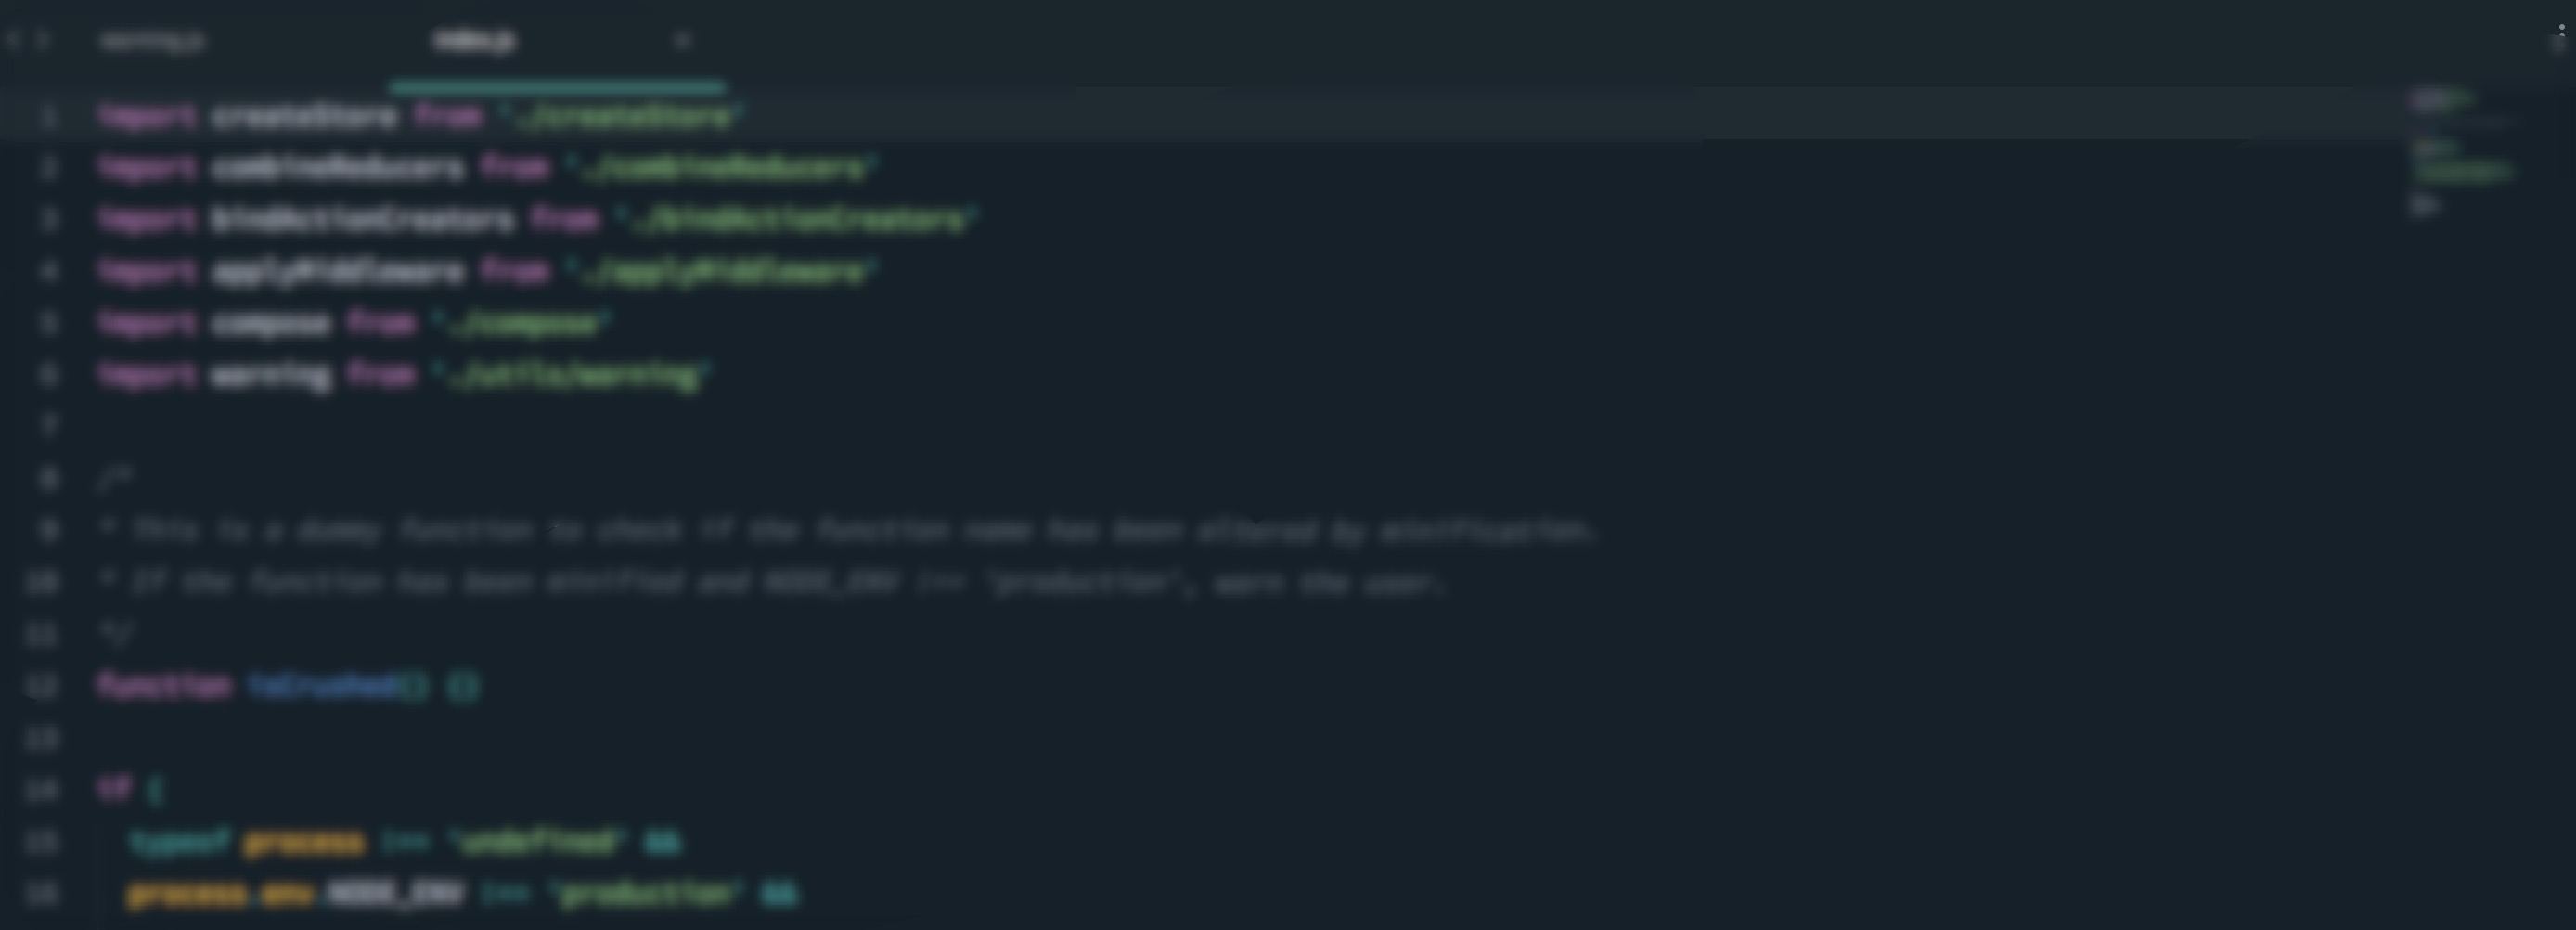 warning.js
index.js
1 import createStore from './createStore'
2 import combineReducers from './combineReducers'
3 import bindActionCreators from './bindActionCreators'
4 import applyMiddleware from './applyMiddleware'
5 import compose from './compose'
6 import warning from './utils/warning'
7
8 /*
9 * This is a dummy function to check if the function name has been altered by minification.
10 * If the function has been minified and NODE_ENV !== 'production', warn the user.
11 */
12 function isCrushed() {}
13
14 if (
15 typeof process !== 'undefined' &&
16 process.env.NODE_ENV !== 'production' &&